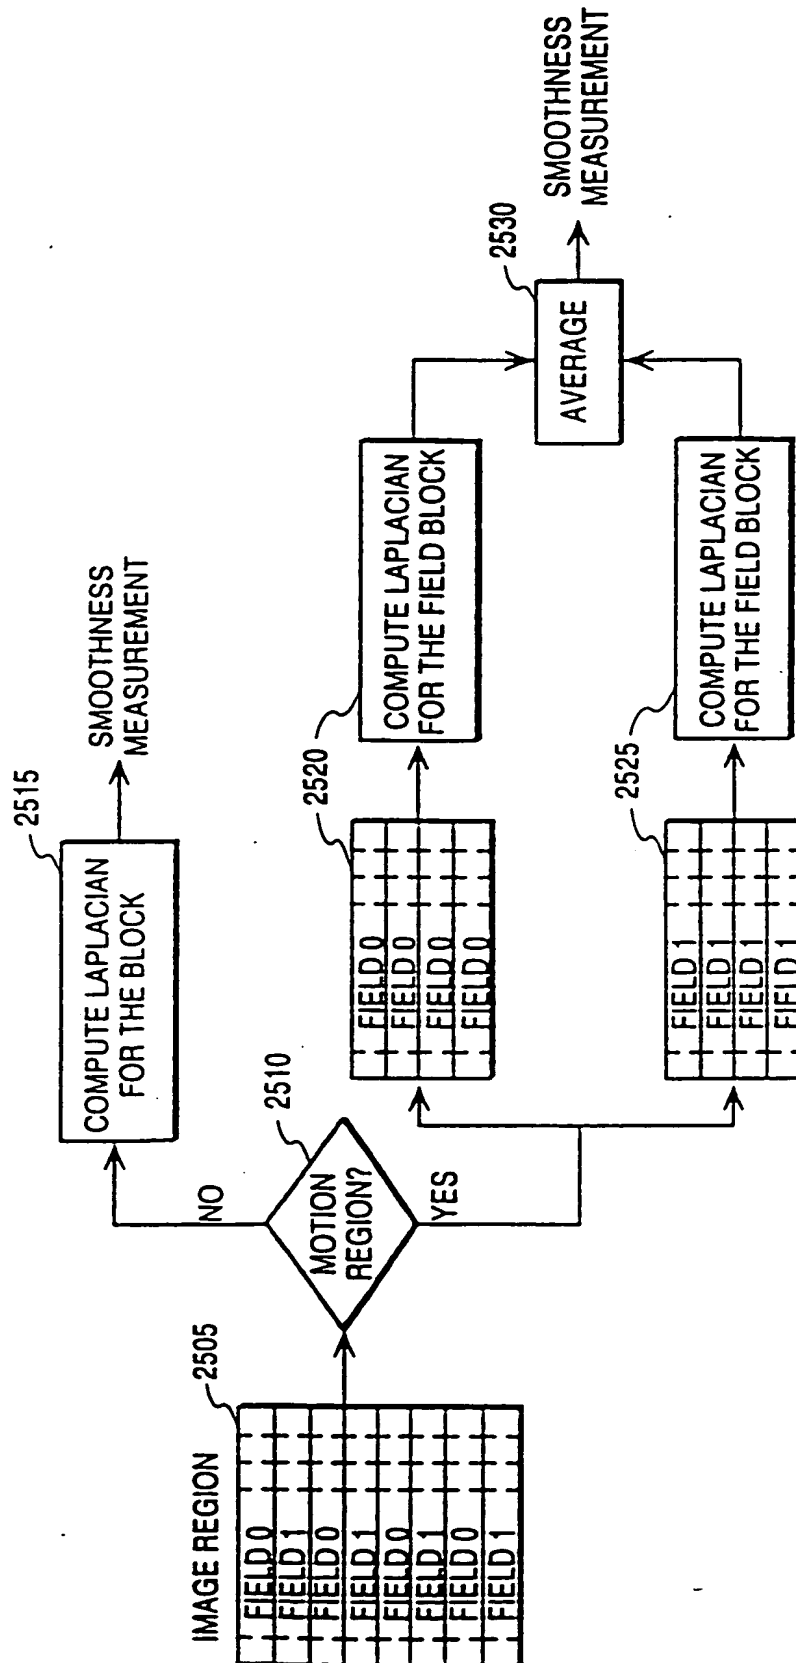 IMAGE REGION
2505
FIELD 0
FIELD 1
FIELD 0
FIELD 1
FIELD 0
FIELD 1
FIELD 0
FIELD 1
MOTION
REGION?
2510
NO
YES
COMPUTE LAPLACIAN
FOR THE BLOCK
2515
SMOOTHNESS
MEASUREMENT
FIELD 0
FIELD 0
FIELD 0
FIELD 0
2520
COMPUTE LAPLACIAN
FOR THE FIELD BLOCK
FIELD 1
FIELD 1
FIELD 1
FIELD 1
2525
COMPUTE LAPLACIAN
FOR THE FIELD BLOCK
AVERAGE
2530
SMOOTHNESS
MEASUREMENT